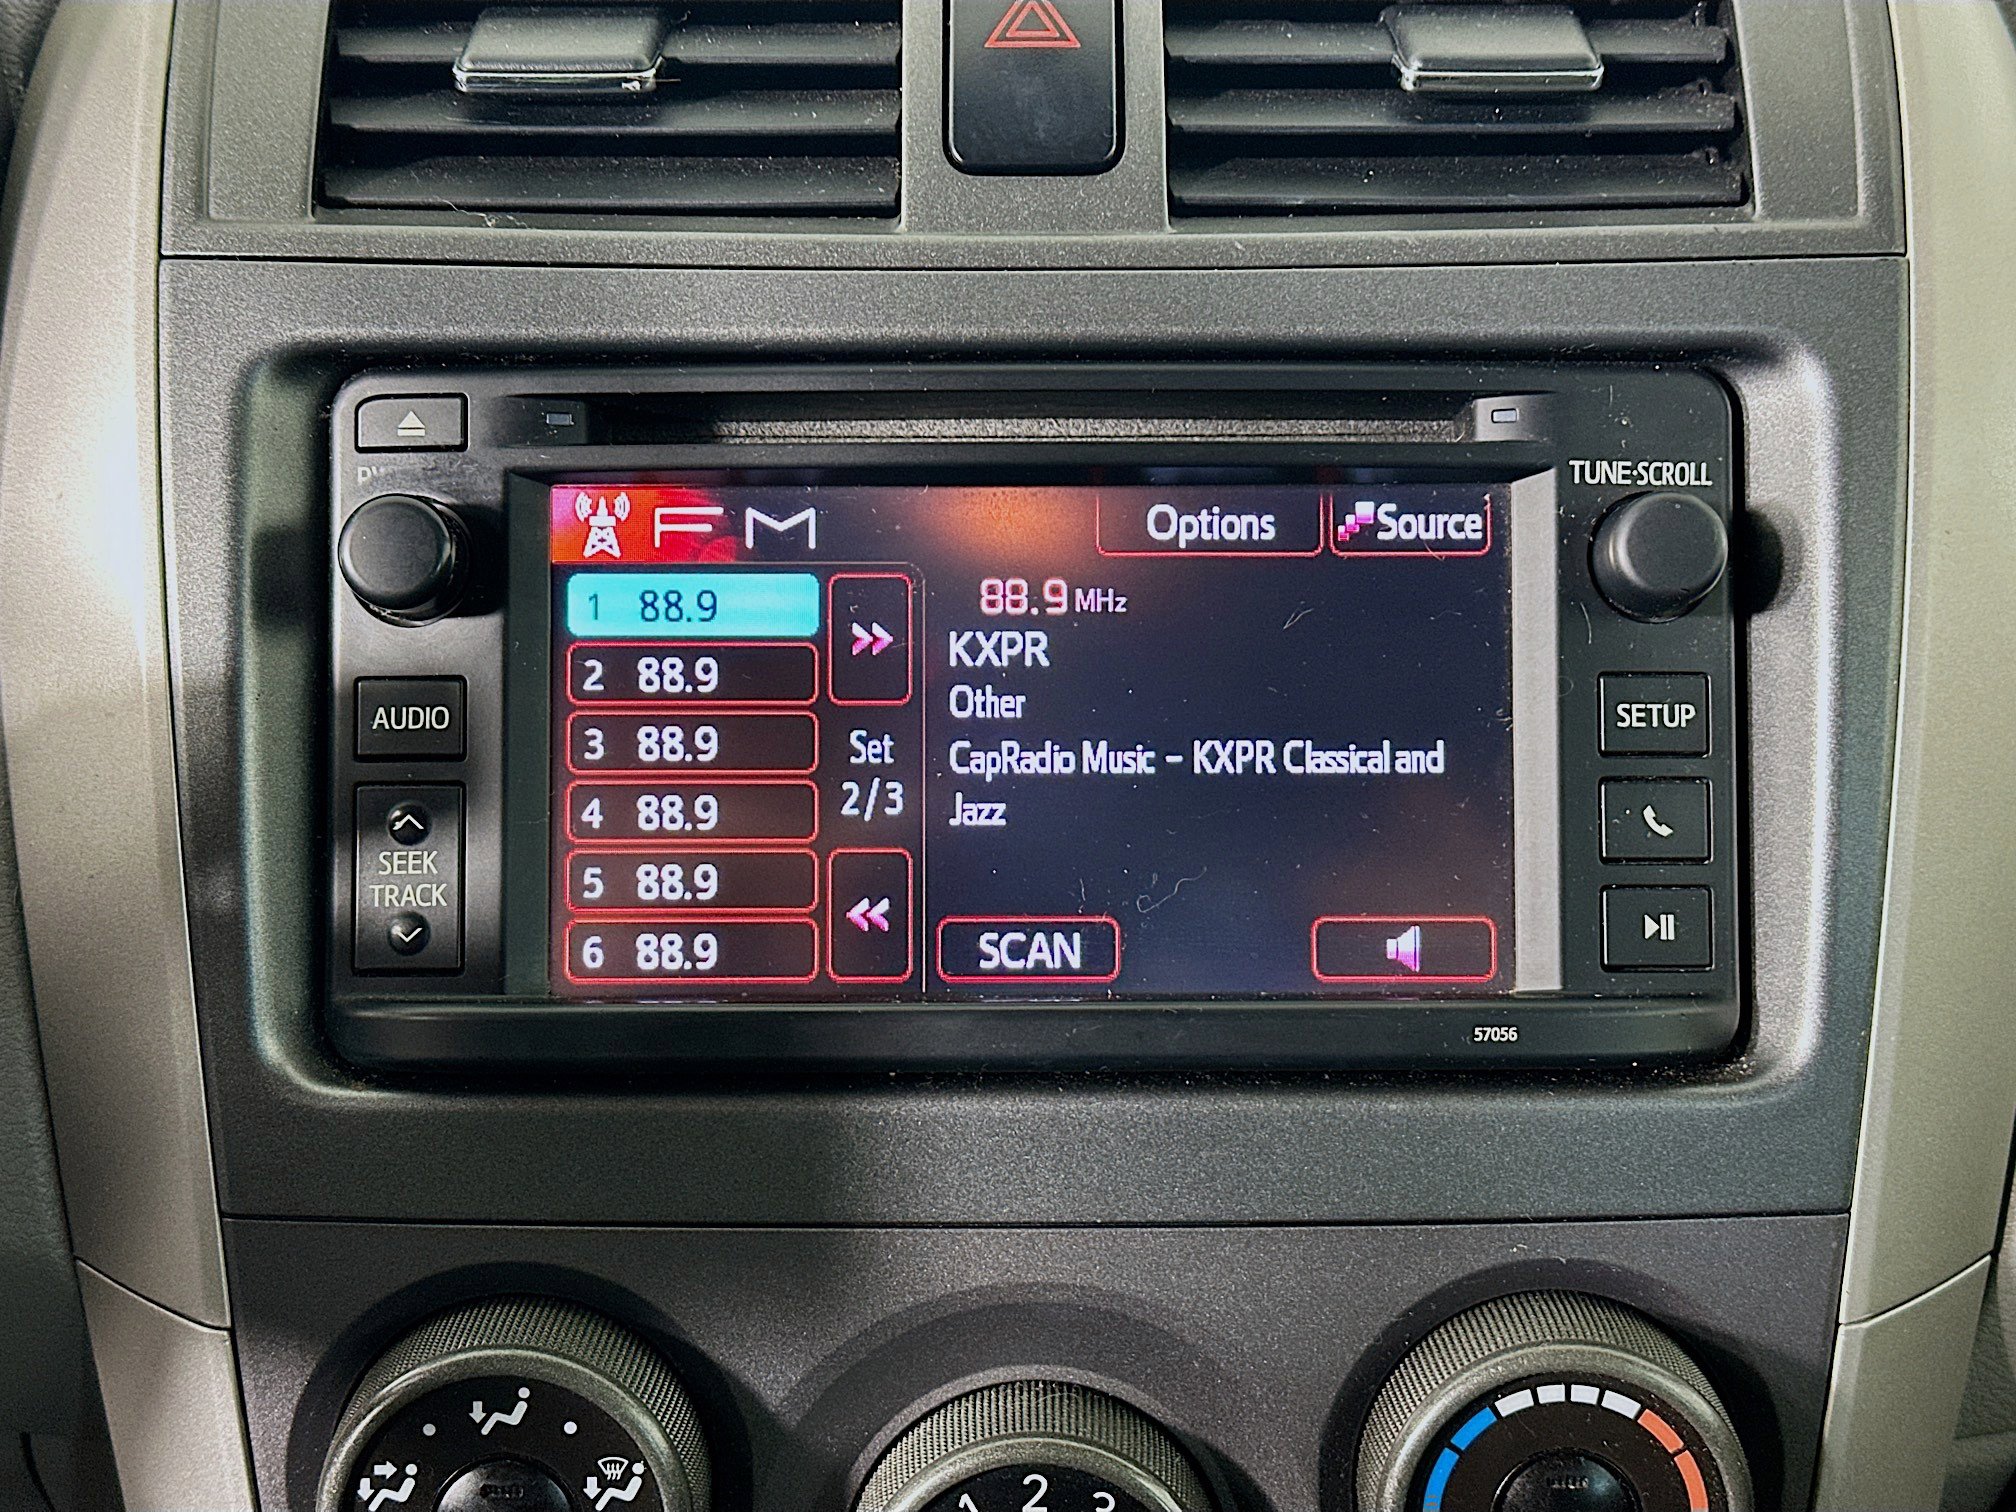 TUNE·SCROLL
FM
Options
Source
1 88.9
2 88.9
3 88.9
4 88.9
5 88.9
6 88.9
Set
2/3
88.9 MHz
KXPR
Other
CapRadio Music - KXPR Classical and
Jazz
SCAN
AUDIO
SEEK
TRACK
SETUP
57056
2